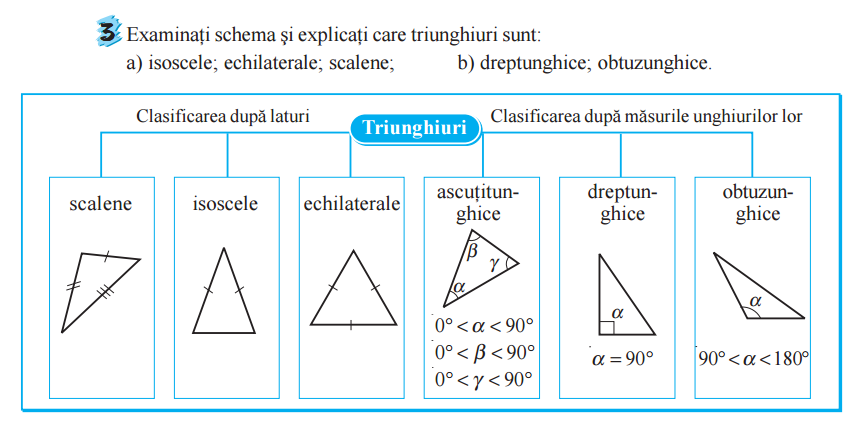 3 Examinați schema și explicați care triunghiuri sunt:
a) isoscele; echilaterale; scalene; b) dreptunghice; obtuzunghice.
Clasificarea după laturi
Triunghiuri
Clasificarea după măsurile unghiurilor lor
scalene
isoscele
echilaterale
ascuțitun-
ghice
β
γ
α
0° < α < 90°
0° < β < 90°
0° < γ < 90°
dreptun-
ghice
α
α = 90°
obtuzun-
ghice
α
90° < α < 180°